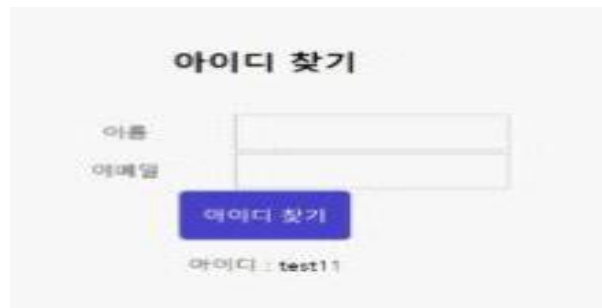 아이디 찾기
이름
이메일
아이디 찾기
아이디 : test11